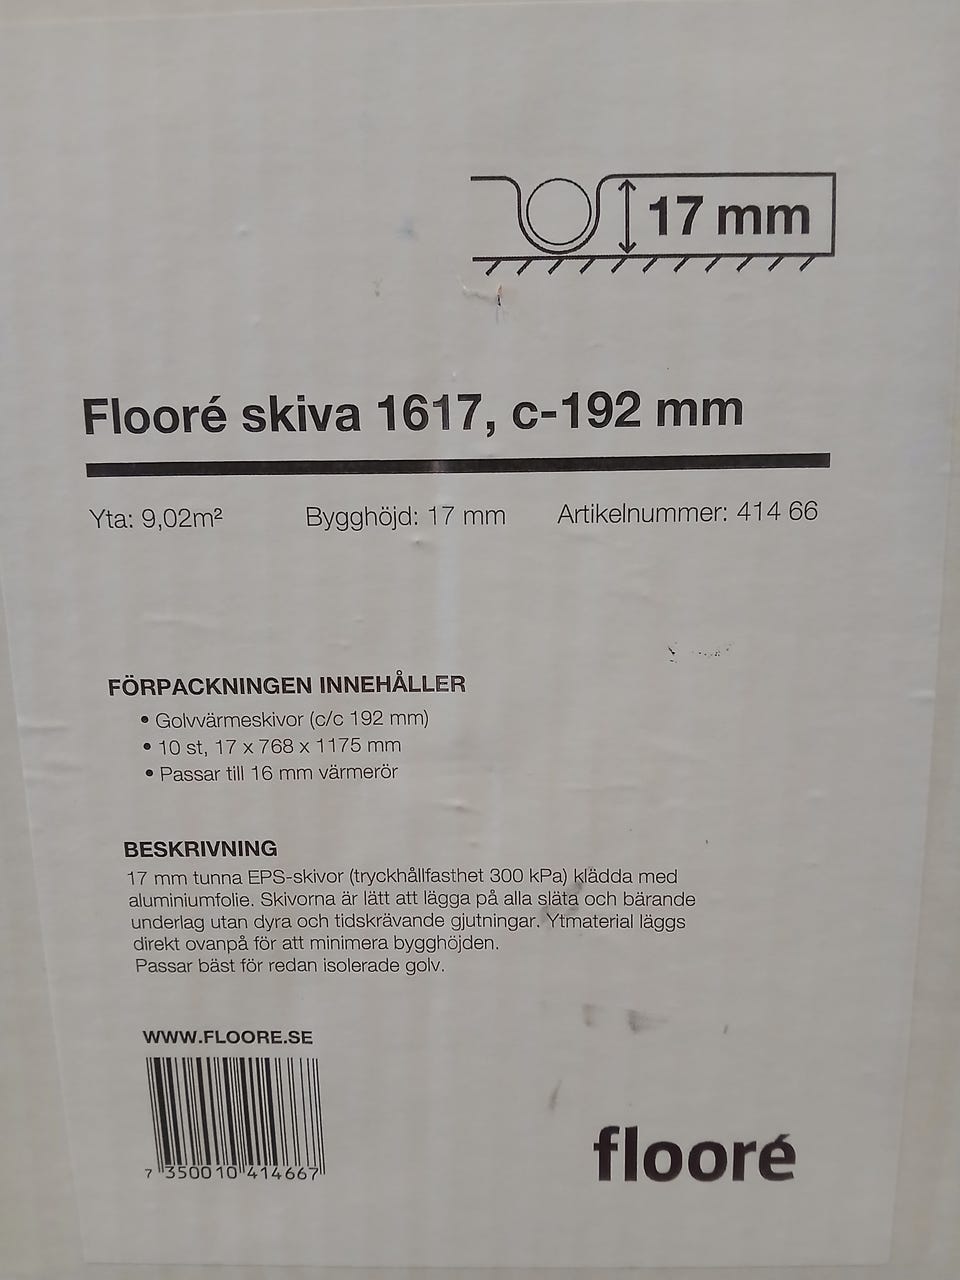 17 mm
Flooré skiva 1617, c-192 mm
Yta: 9,02m² Bygghöjd: 17 mm Artikelnummer: 414 66
FÖRPACKNINGEN INNEHÅLLER
• Golvvärmeskivor (c/c 192 mm)
• 10 st, 17 x 768 x 1175 mm
• Passar till 16 mm värmerör
BESKRIVNING
17 mm tunna EPS-skivor (tryckhållfasthet 300 kPa) klädda med
aluminiumfolie. Skivorna är lätt att lägga på alla släta och bärande
underlag utan dyra och tidskrävande gjutningar. Ytmaterial läggs
direkt ovanpå för att minimera bygghöjden.
Passar bäst för redan isolerade golv.
WWW.FLOORE.SE
7 350010 414667
flooré